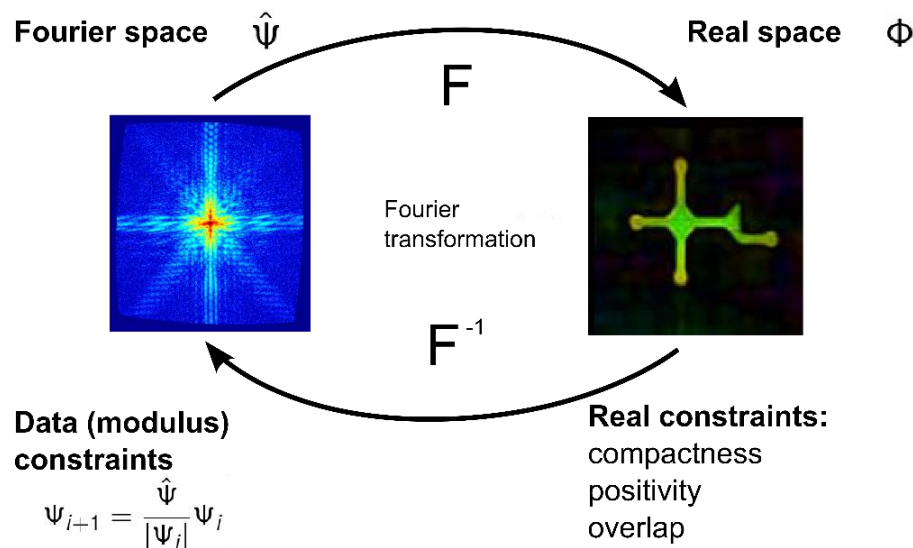 Fourier space Ψ̂
Real space Φ
F
Fourier
transformation
F⁻¹
Data (modulus)
constraints
Ψᵢ₊₁ = Ψ̂/|Ψᵢ| Ψᵢ
Real constraints:
compactness
positivity
overlap